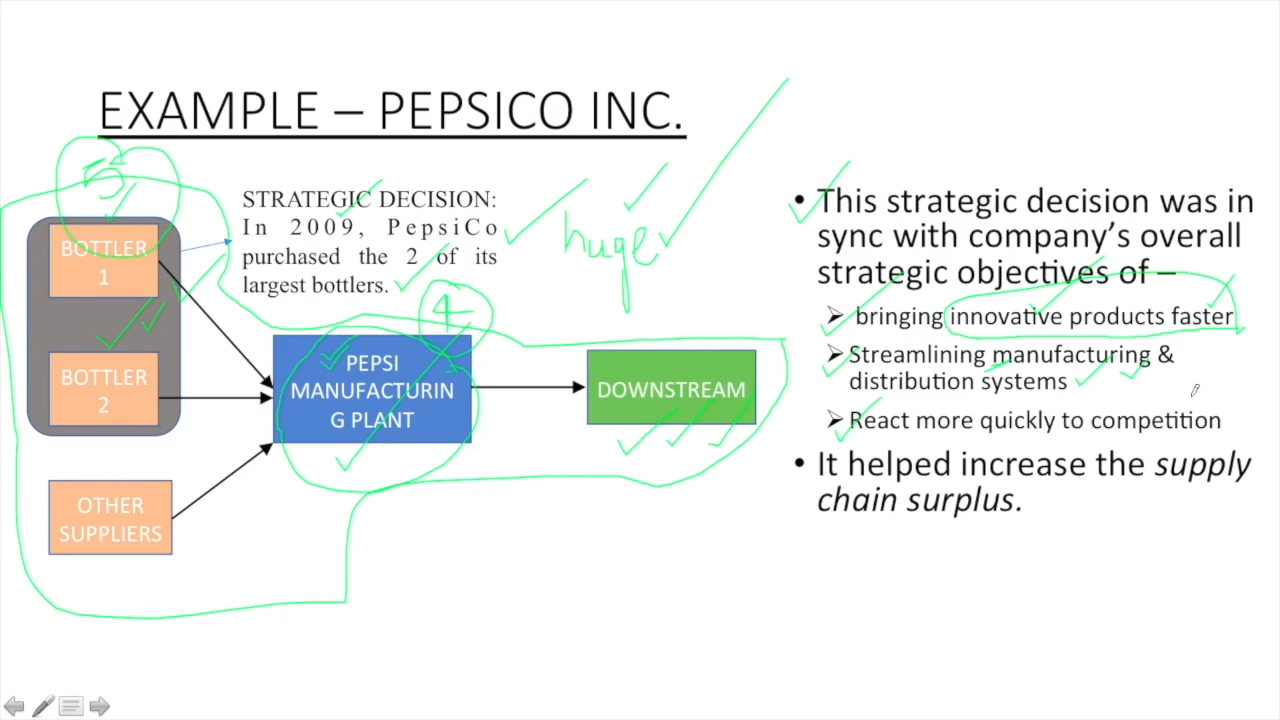 EXAMPLE – PEPSICO INC.
5
BOTTLER
1
BOTTLER
2
OTHER
SUPPLIERS
STRATEGIC DECISION:
In 2009, PepsiCo
purchased the 2 of its
largest bottlers.
huge
4
PEPSI
MANUFACTURIN
G PLANT
DOWNSTREAM
• This strategic decision was in
sync with company’s overall
strategic objectives of –
➢ bringing innovative products faster
➢ Streamlining manufacturing &
distribution systems
➢ React more quickly to competition
• It helped increase the supply
chain surplus.